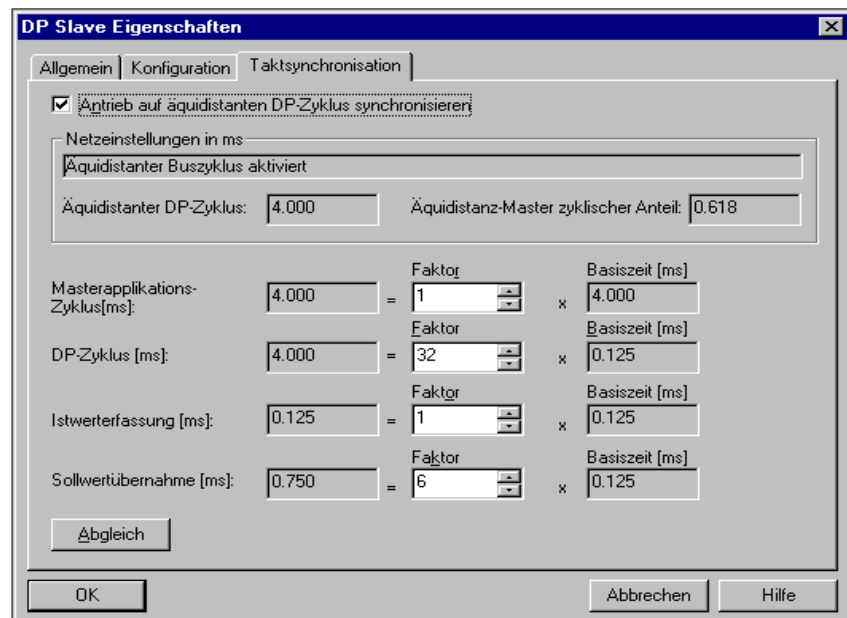 DP Slave Eigenschaften
Allgemein Konfiguration Taktsynchronisation
Antrieb auf äquidistanten DP-Zyklus synchronisieren
Netzeinstellungen in ms
Äquidistanter Buszyklus aktiviert
Äquidistanter DP-Zyklus: 4.000 Äquidistanz-Master zyklischer Anteil: 0.618
Faktor Basiszeit [ms]
Masterapplikations-
Zyklus[ms]: 4.000 = 1 x 4.000
Faktor Basiszeit [ms]
DP-Zyklus [ms]: 4.000 = 32 x 0.125
Faktor Basiszeit [ms]
Istwerterfassung [ms]: 0.125 = 1 x 0.125
Faktor Basiszeit [ms]
Sollwertübernahme [ms]: 0.750 = 6 x 0.125
Abgleich
OK Abbrechen Hilfe